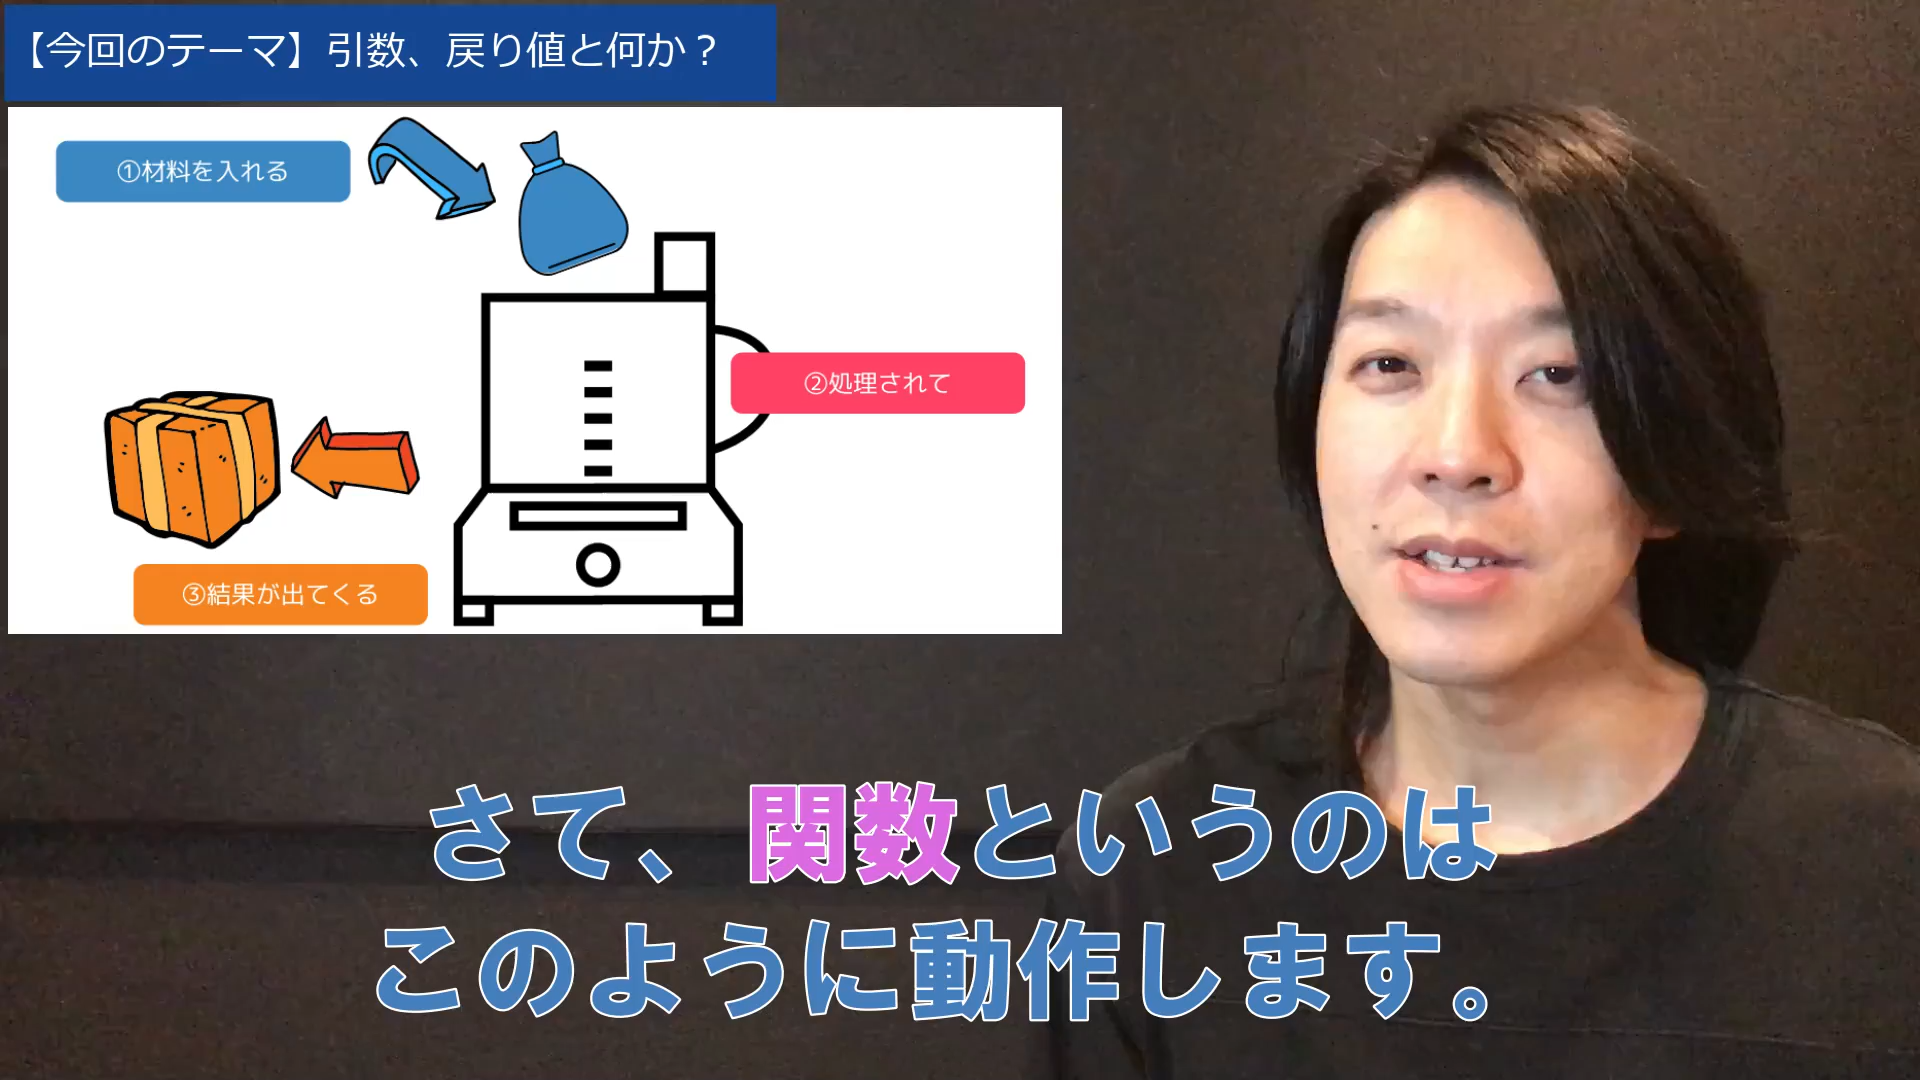 【今回のテーマ】引数、戻り値と何か？
①材料を入れる
②処理されて
③結果が出てくる
さて、関数というのは
このように動作します。